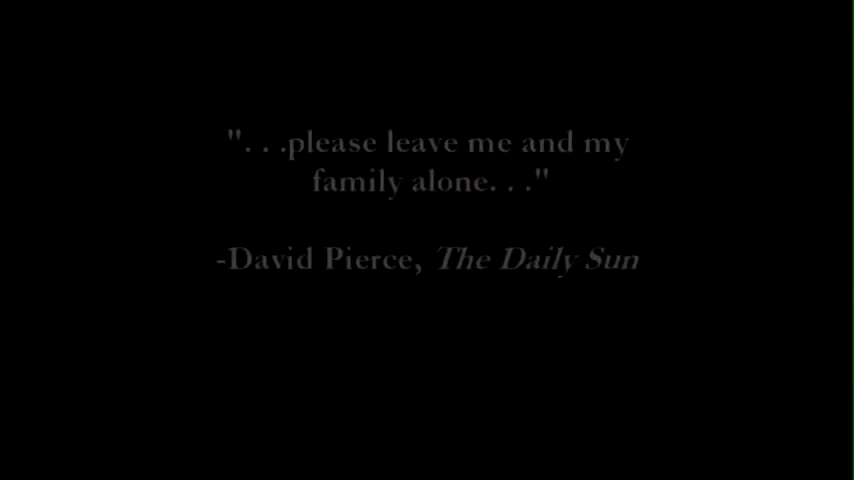 ". . .please leave me and my
family alone. . ."
-David Pierce, The Daily Sun